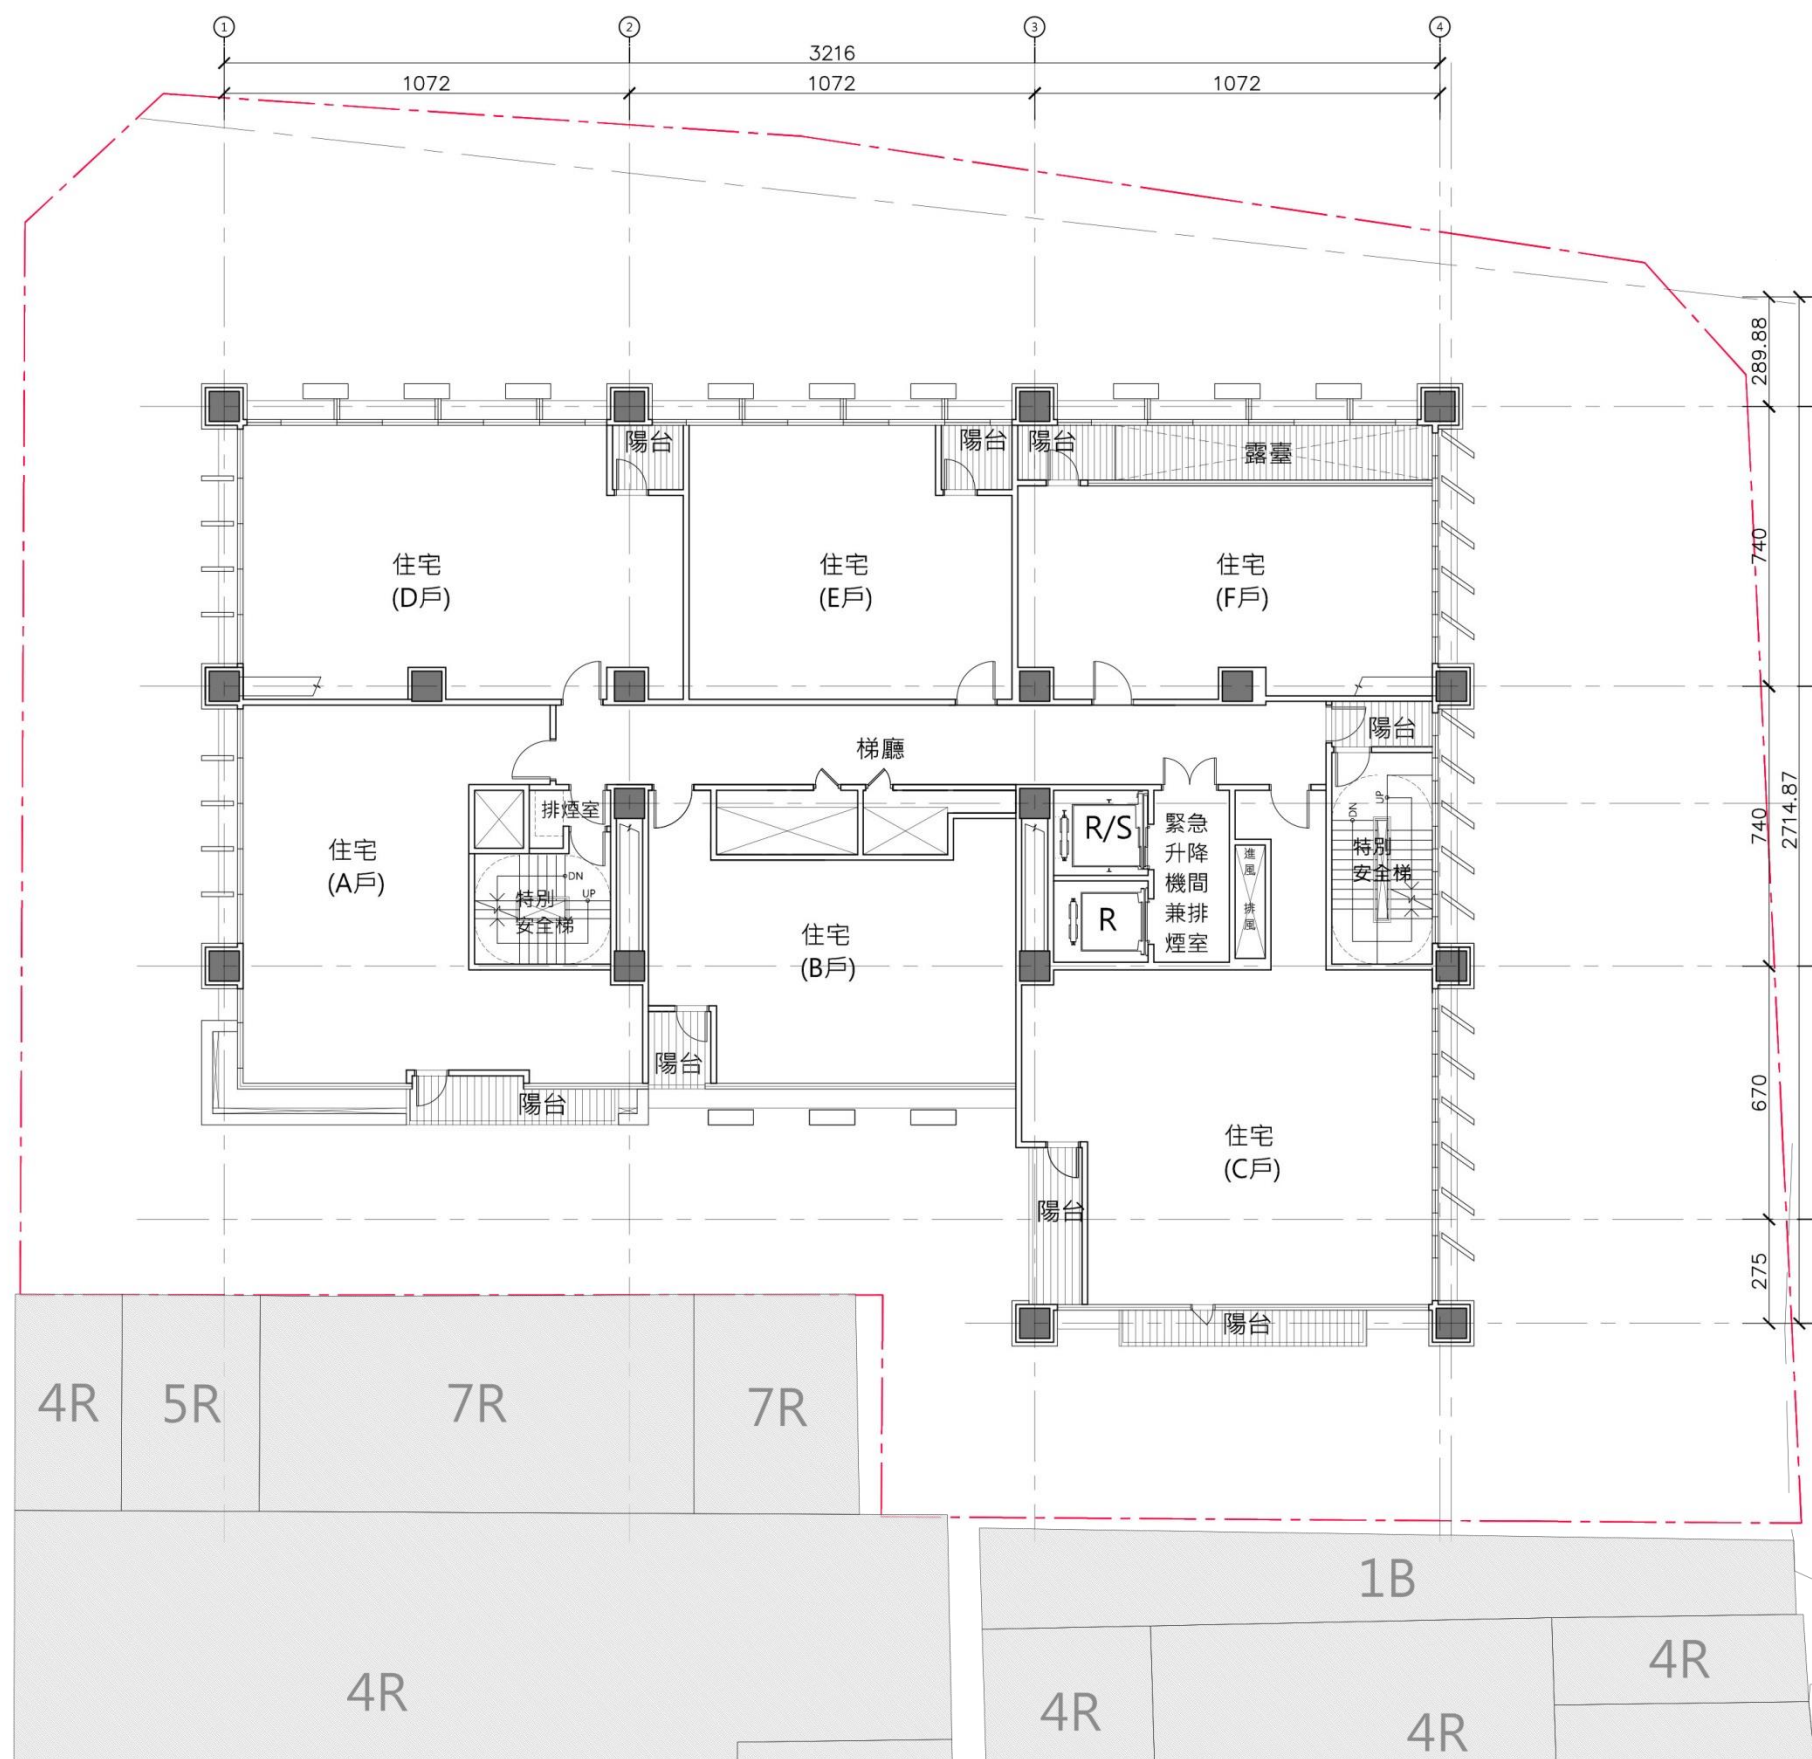 1
2
3
4
3216
1072
1072
1072
289.88
740
740
2714.87
670
275
陽台
陽台
陽台
露臺
住宅
(D戶)
住宅
(E戶)
住宅
(F戶)
陽台
梯廳
排煙室
住宅
(A戶)
特別
安全梯
DN
UP
住宅
(B戶)
R/S
R
緊急
升降
機間
兼排
煙室
進風
排風
DN
UP
特別
安全梯
陽台
陽台
住宅
(C戶)
陽台
陽台
4R
5R
7R
7R
1B
4R
4R
4R
4R